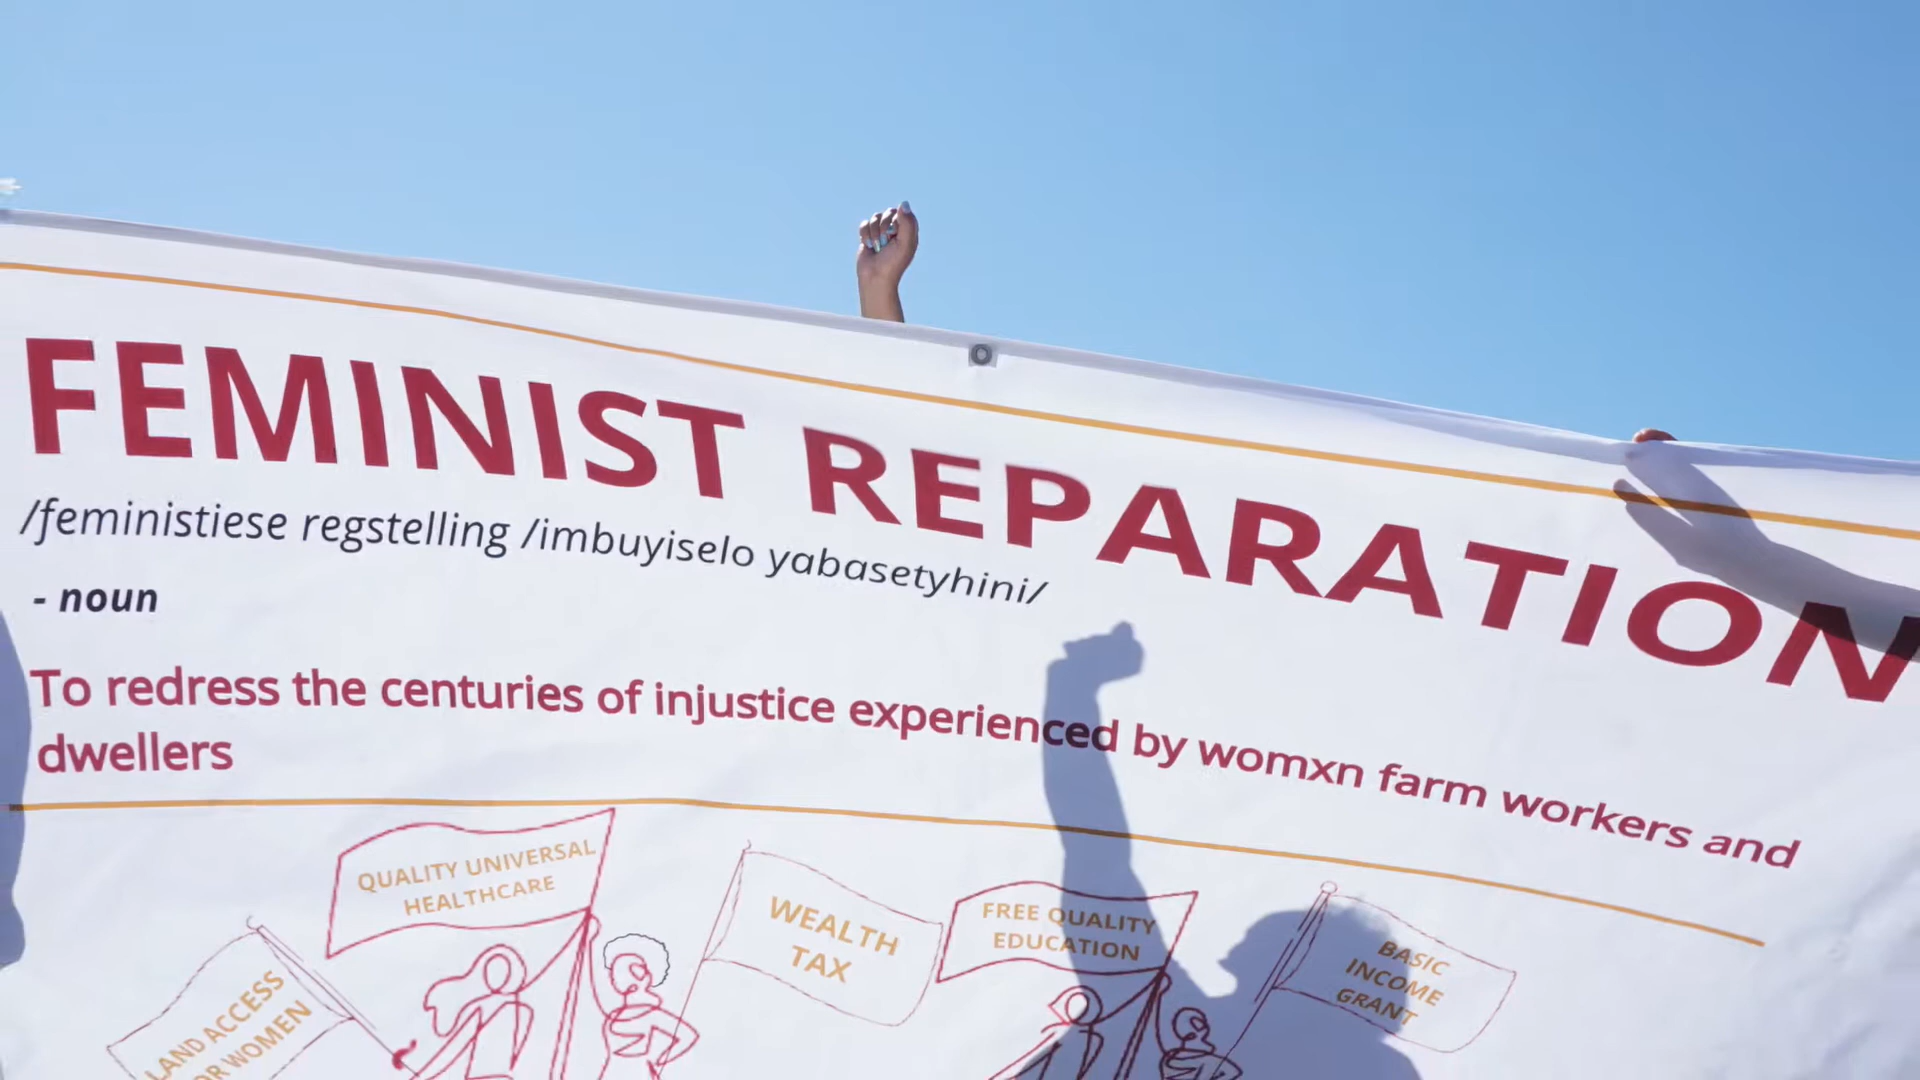 FEMINIST REPARATION
/feministiese regstelling /imbuyiselo yabasetyhini/
- noun
To redress the centuries of injustice experienced by womxn farm workers and
dwellers
QUALITY UNIVERSAL
HEALTHCARE
WEALTH
TAX
FREE QUALITY
EDUCATION
BASIC
INCOME
GRANT
LAND ACCESS
WOMEN